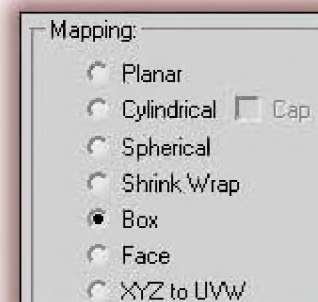 Mapping:
Planar
Cylindrical Cap
Spherical
Shrink Wrap
Box
Face
XYZ to UVW